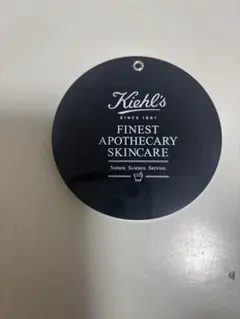 Kiehl's
SINCE 1851
FINEST
APOTHECARY
SKINCARE
Nature. Science. Service.